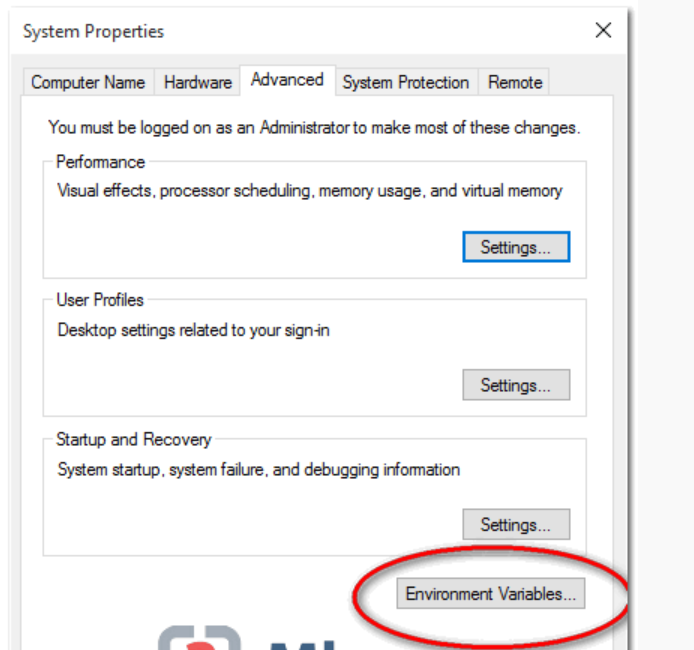 System Properties
Computer Name Hardware Advanced System Protection Remote
You must be logged on as an Administrator to make most of these changes.
Performance
Visual effects, processor scheduling, memory usage, and virtual memory
Settings...
User Profiles
Desktop settings related to your sign-in
Settings...
Startup and Recovery
System startup, system failure, and debugging information
Settings...
Environment Variables...